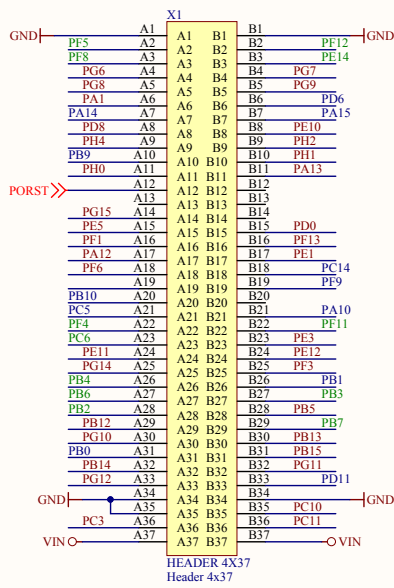 X1
GND A1 A1 B1 B1 GND
PF5 A2 A2 B2 B2 PF12
PF8 A3 A3 B3 B3 PE14
PG6 A4 A4 B4 B4 PG7
PG8 A5 A5 B5 B5 PG9
PA1 A6 A6 B6 B6 PD6
PA14 A7 A7 B7 B7 PA15
PD8 A8 A8 B8 B8 PE10
PH4 A9 A9 B9 B9 PH2
PB9 A10 A10 B10 B10 PH1
PH0 A11 A11 B11 B11 PA13
PORST A12 A12 B12 B12
A13 A13 B13 B13
PG15 A14 A14 B14 B14
PE5 A15 A15 B15 B15 PD0
PF1 A16 A16 B16 B16 PF13
PA12 A17 A17 B17 B17 PE1
PF6 A18 A18 B18 B18 PC14
A19 A19 B19 B19 PF9
PB10 A20 A20 B20 B20
PC5 A21 A21 B21 B21 PA10
PF4 A22 A22 B22 B22 PF11
PC6 A23 A23 B23 B23 PE3
PE11 A24 A24 B24 B24 PE12
PG14 A25 A25 B25 B25 PF3
PB4 A26 A26 B26 B26 PB1
PB6 A27 A27 B27 B27 PB3
PB2 A28 A28 B28 B28 PB5
PB12 A29 A29 B29 B29 PB7
PG10 A30 A30 B30 B30 PB13
PB0 A31 A31 B31 B31 PB15
PB14 A32 A32 B32 B32 PG11
PG12 A33 A33 B33 B33 PD11
GND A34 A34 B34 B34 GND
A35 A35 B35 B35 PC10
PC3 A36 A36 B36 B36 PC11
VIN A37 A37 B37 B37 VIN
HEADER 4X37
Header 4x37